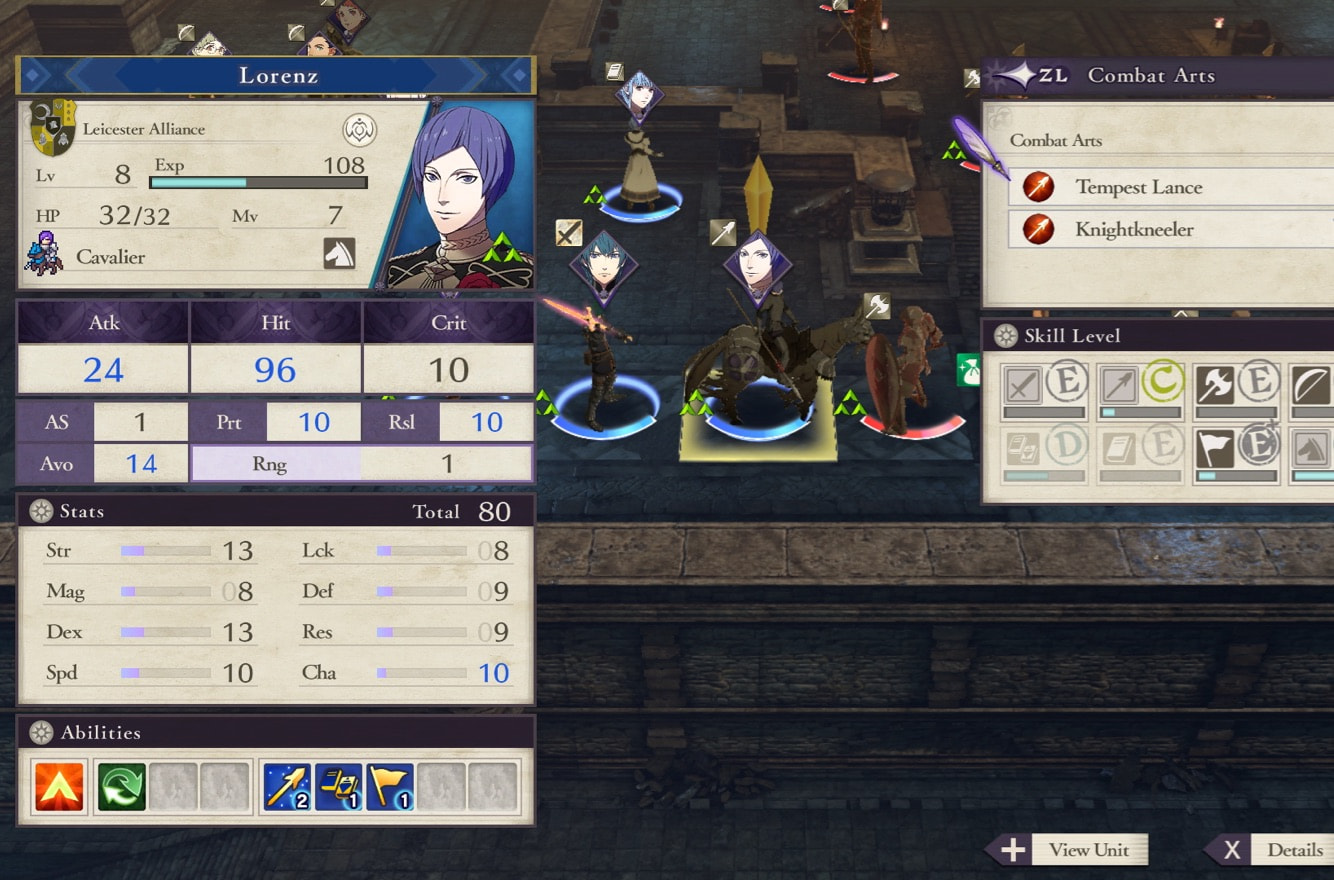 Lorenz
Leicester Alliance
Lv 8 Exp 108
HP 32/32 Mv 7
Cavalier
Atk Hit Crit
24 96 10
AS 1 Prt 10 Rsl 10
Avo 14 Rng 1
Stats Total 80
Str 13 Lck 08
Mag 08 Def 09
Dex 13 Res 09
Spd 10 Cha 10
Abilities
2 1 1
ZL Combat Arts
Combat Arts
Tempest Lance
Knightkneeler
Skill Level
E C E
D E E+
+ View Unit X Details